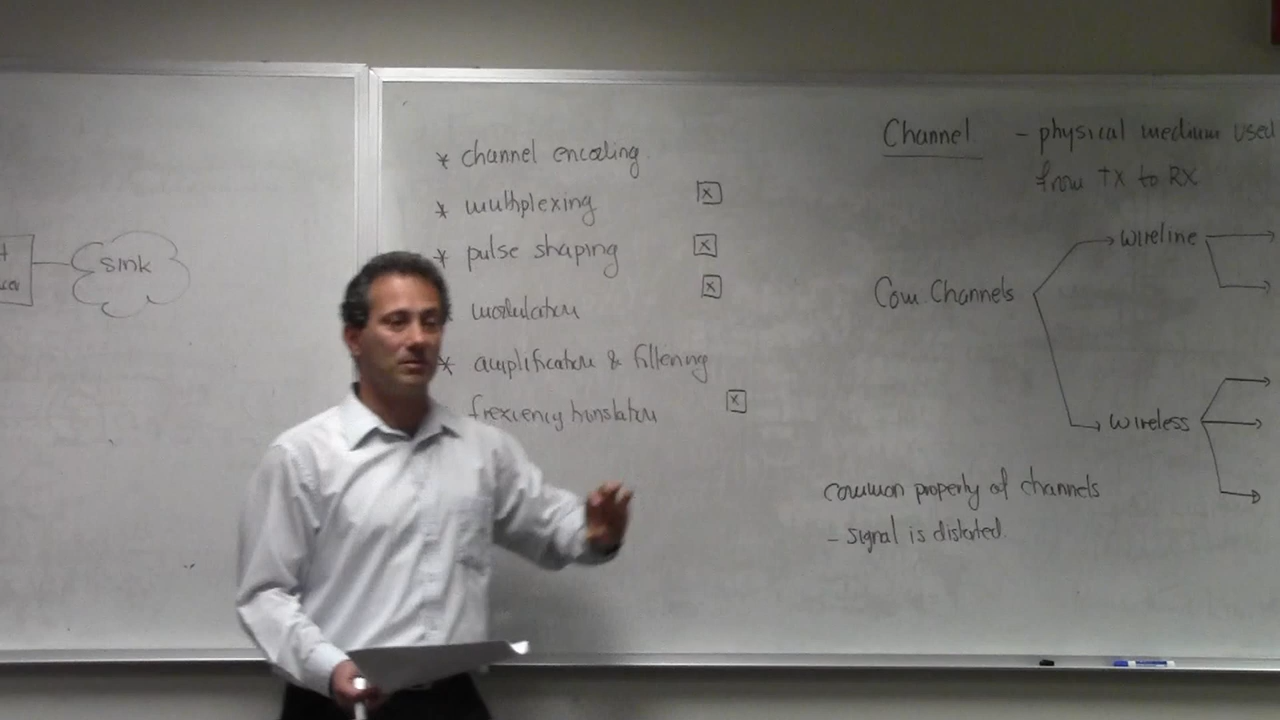 sink
* channel encoding
* multiplexing
* pulse shaping
modulation
* amplification & filtering
frequency translation
Channel - physical medium used
from TX to RX
Com. Channels
wireline
wireless
common property of channels
- signal is distorted.